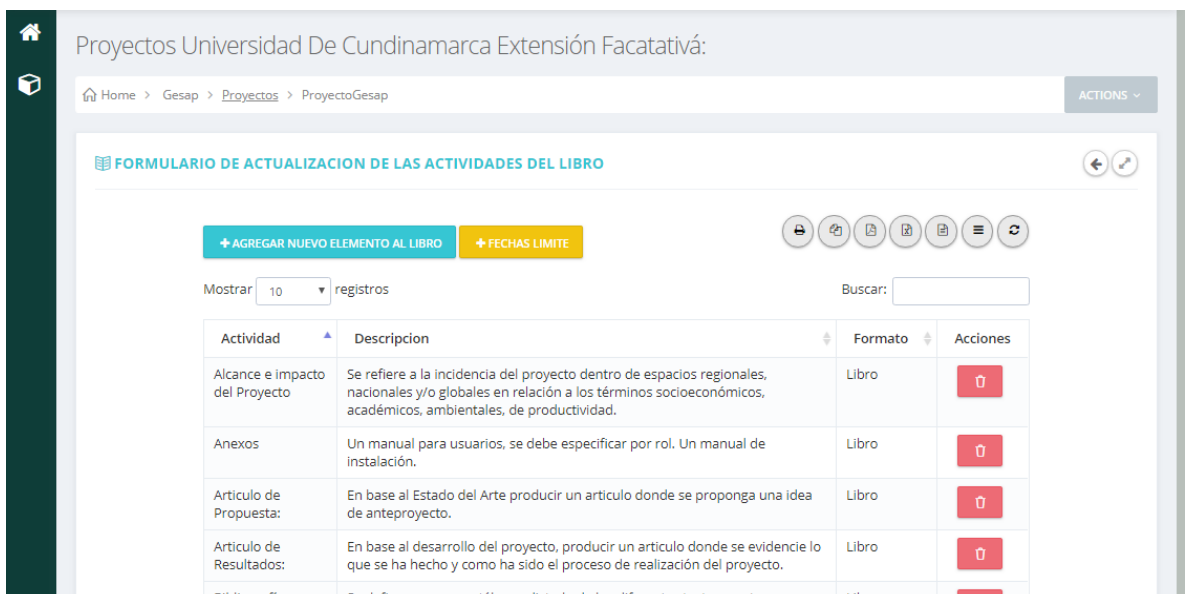 Proyectos Universidad De Cundinamarca Extensión Facatativá:
Home > Gesap > Proyectos > ProyectoGesap
ACTIONS
FORMULARIO DE ACTUALIZACION DE LAS ACTIVIDADES DEL LIBRO
+ AGREGAR NUEVO ELEMENTO AL LIBRO
+ FECHAS LIMITE
Mostrar 10 registros
Buscar:
Actividad Descripcion Formato Acciones
Alcance e impacto del Proyecto
Se refiere a la incidencia del proyecto dentro de espacios regionales,
nacionales y/o globales en relación a los términos socioeconómicos,
académicos, ambientales, de productividad.
Libro
Anexos
Un manual para usuarios, se debe especificar por rol. Un manual de
instalación.
Libro
Articulo de
Propuesta:
En base al Estado del Arte producir un articulo donde se proponga una idea
de anteproyecto.
Libro
Articulo de
Resultados:
En base al desarrollo del proyecto, producir un articulo donde se evidencie lo
que se ha hecho y como ha sido el proceso de realización del proyecto.
Libro